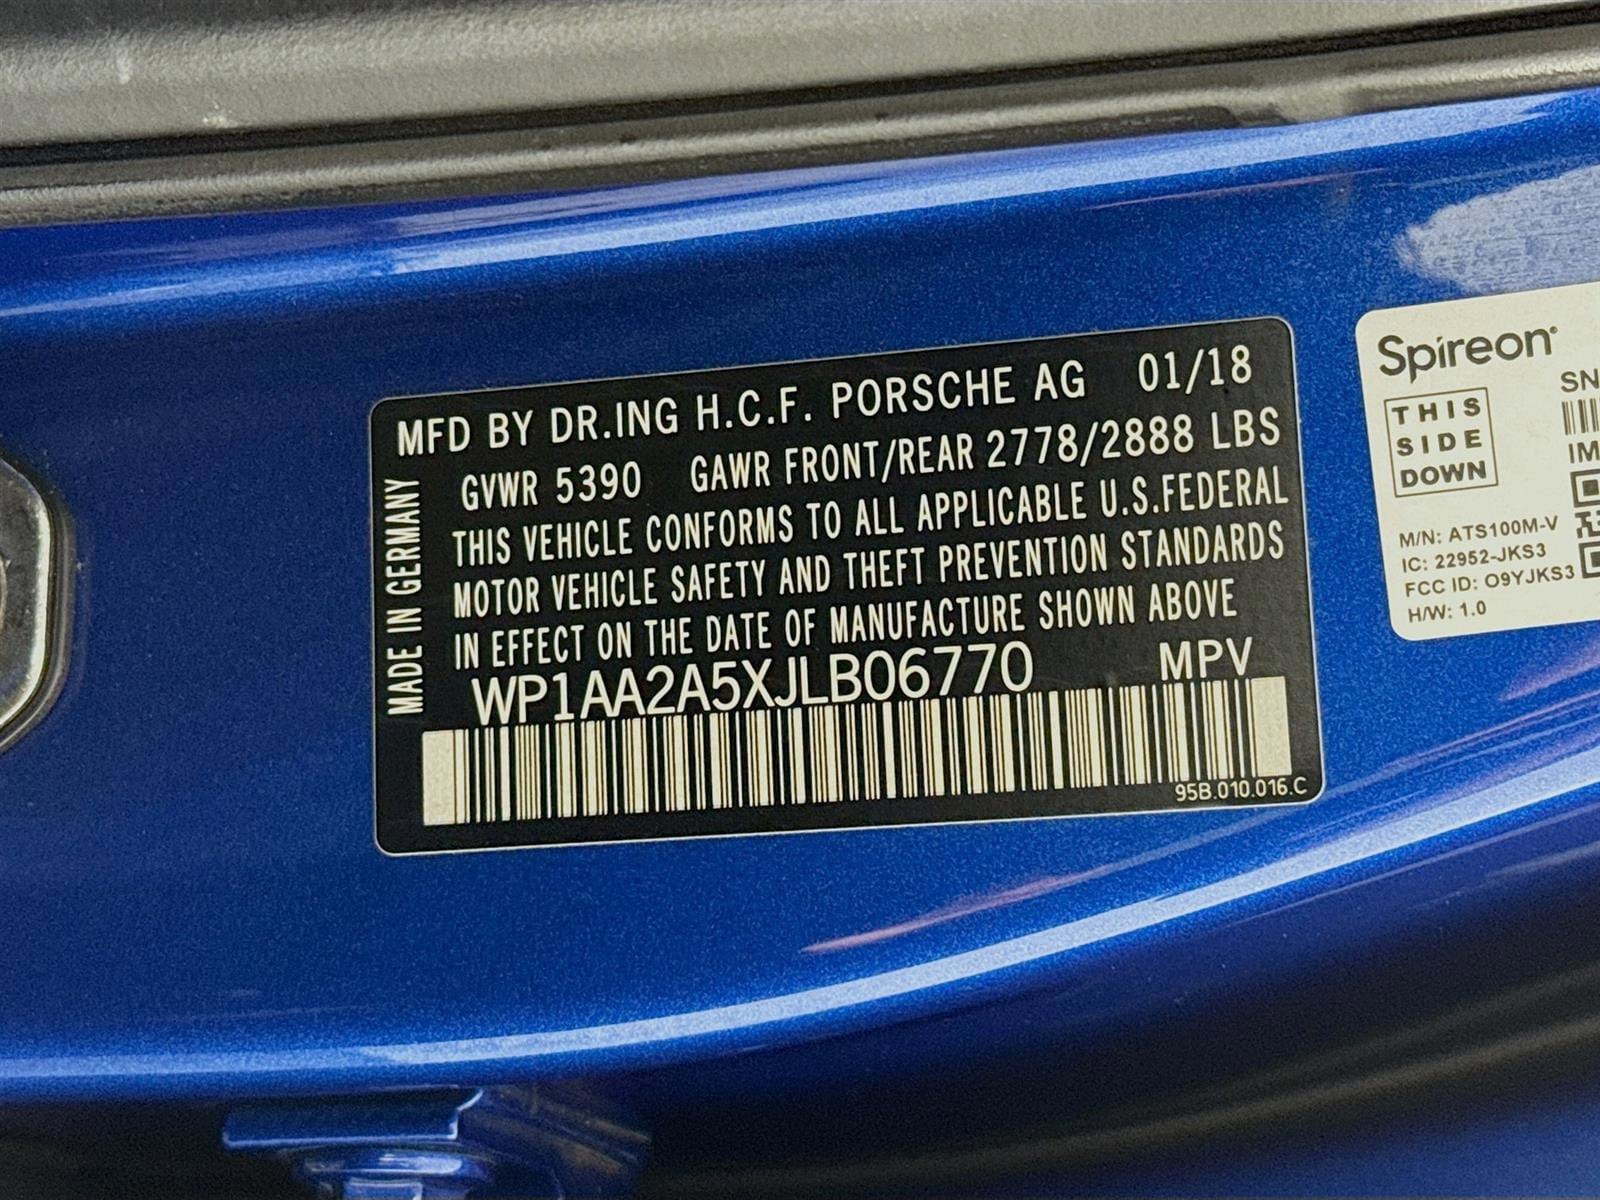 MFD BY DR.ING H.C.F. PORSCHE AG 01/18
GVWR 5390 GAWR FRONT/REAR 2778/2888 LBS
THIS VEHICLE CONFORMS TO ALL APPLICABLE U.S.FEDERAL
MOTOR VEHICLE SAFETY AND THEFT PREVENTION STANDARDS
IN EFFECT ON THE DATE OF MANUFACTURE SHOWN ABOVE
WP1AA2A5XJLB06770 MPV
95B.010.016.C
MADE IN GERMANY
Spireon®
THIS
SIDE
DOWN
SN
IM
M/N: ATS100M-V
IC: 22952-JKS3
FCC ID: O9YJKS3
H/W: 1.0